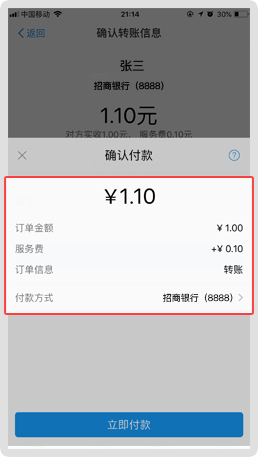 中国移动 21:14 30%
返回 确认转账信息
张三
招商银行（8888）
1.10元
对方实收1.00元， 服务费0.10元
确认付款
¥1.10
订单金额 ¥ 1.00
服务费 +¥ 0.10
订单信息 转账
付款方式 招商银行（8888）
立即付款